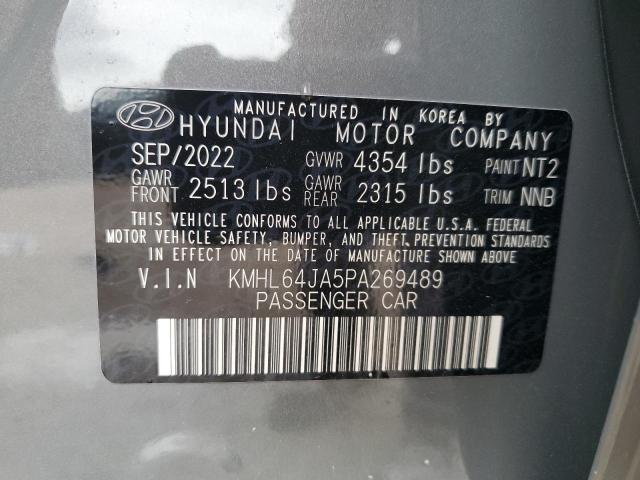 MANUFACTURED IN KOREA BY
HYUNDAI MOTOR COMPANY
SEP/2022 GVWR 4354 lbs PAINT NT2
GAWR FRONT 2513 lbs GAWR REAR 2315 lbs TRIM NNB
THIS VEHICLE CONFORMS TO ALL APPLICABLE U.S.A. FEDERAL
MOTOR VEHICLE SAFETY, BUMPER, AND THEFT PREVENTION STANDARDS
IN EFFECT ON THE DATE OF MANUFACTURE SHOWN ABOVE.
V.I.N KMHL64JA5PA269489
PASSENGER CAR